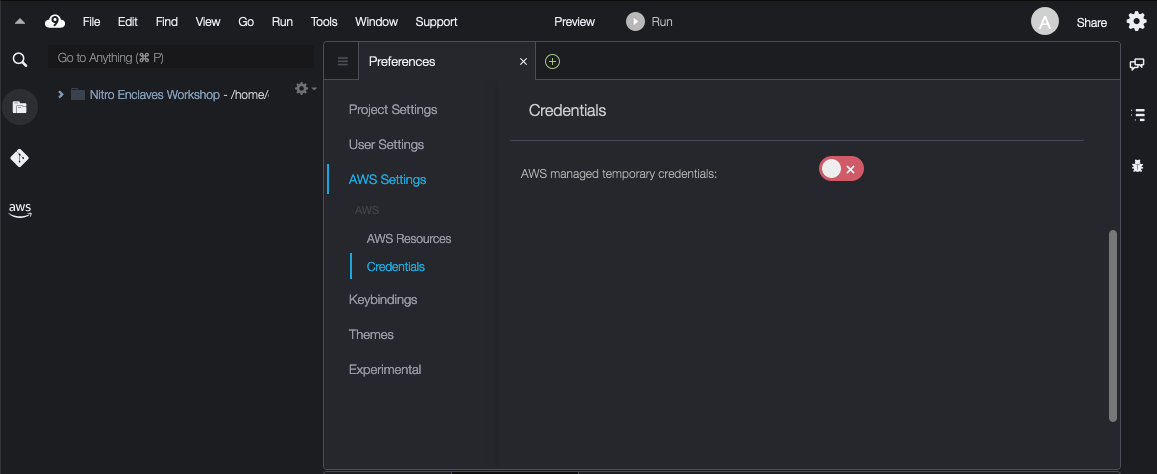 9 File Edit Find View Go Run Tools Window Support Preview Run A Share
Go to Anything (⌘ P)
Nitro Enclaves Workshop - /home/
aws
Preferences
Project Settings
User Settings
AWS Settings
AWS
AWS Resources
Credentials
Keybindings
Themes
Experimental
Credentials
AWS managed temporary credentials: